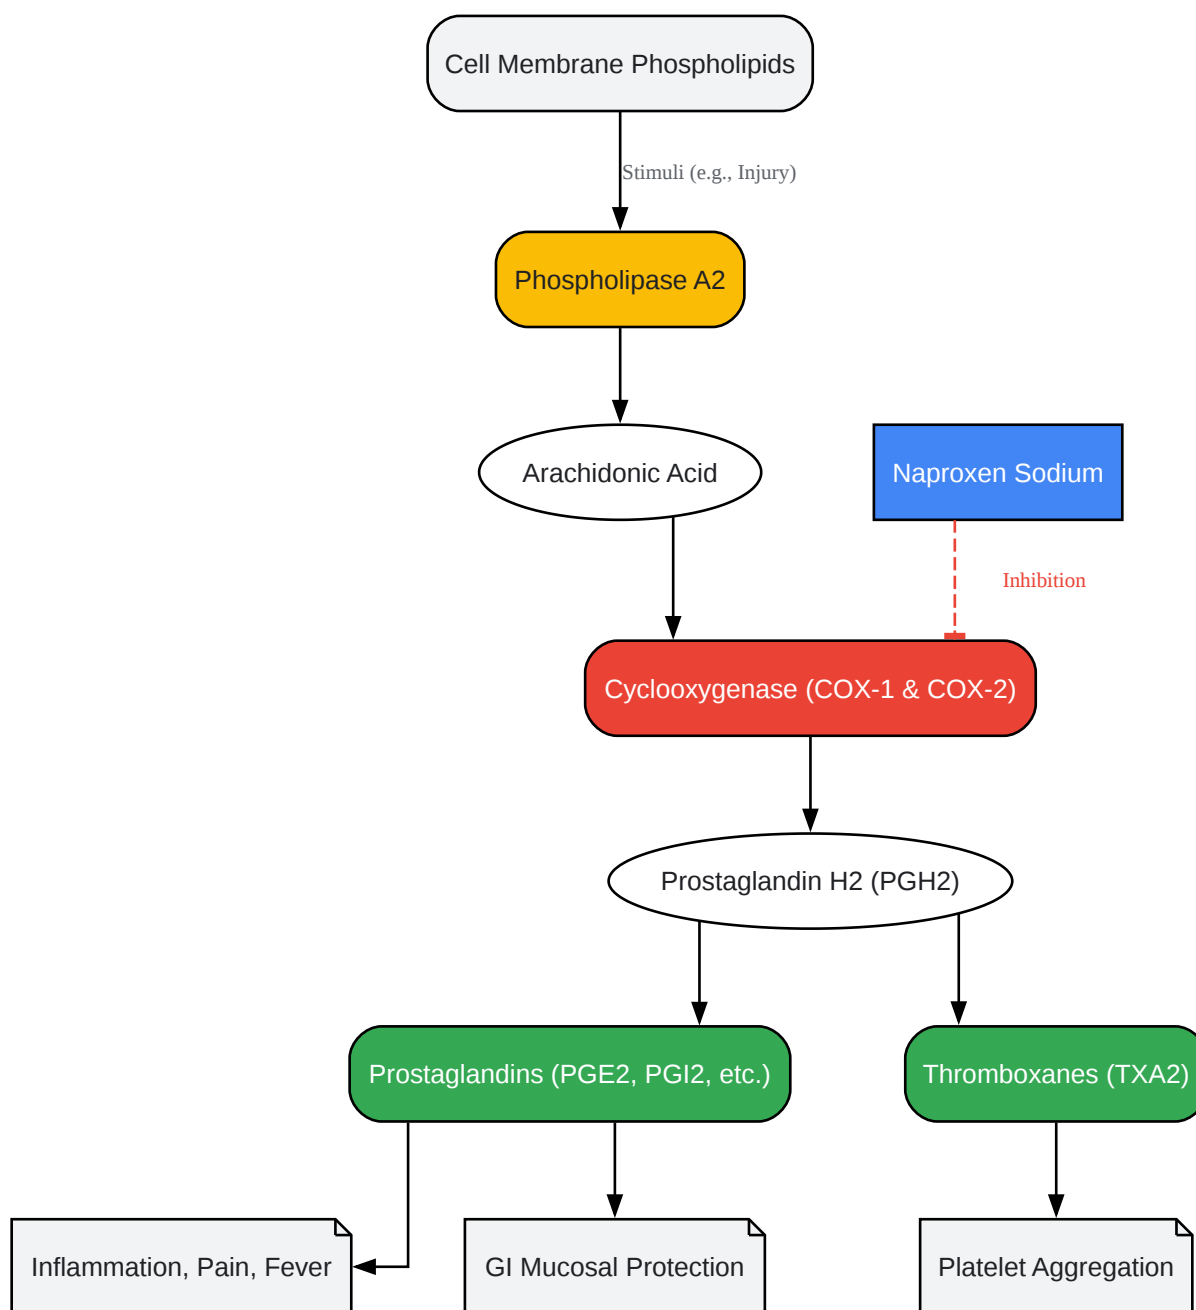 Cell Membrane Phospholipids
Stimuli (e.g., Injury)
Phospholipase A2
Arachidonic Acid
Naproxen Sodium
Inhibition
Cyclooxygenase (COX-1 & COX-2)
Prostaglandin H2 (PGH2)
Prostaglandins (PGE2, PGI2, etc.)
Thromboxanes (TXA2)
Inflammation, Pain, Fever
GI Mucosal Protection
Platelet Aggregation